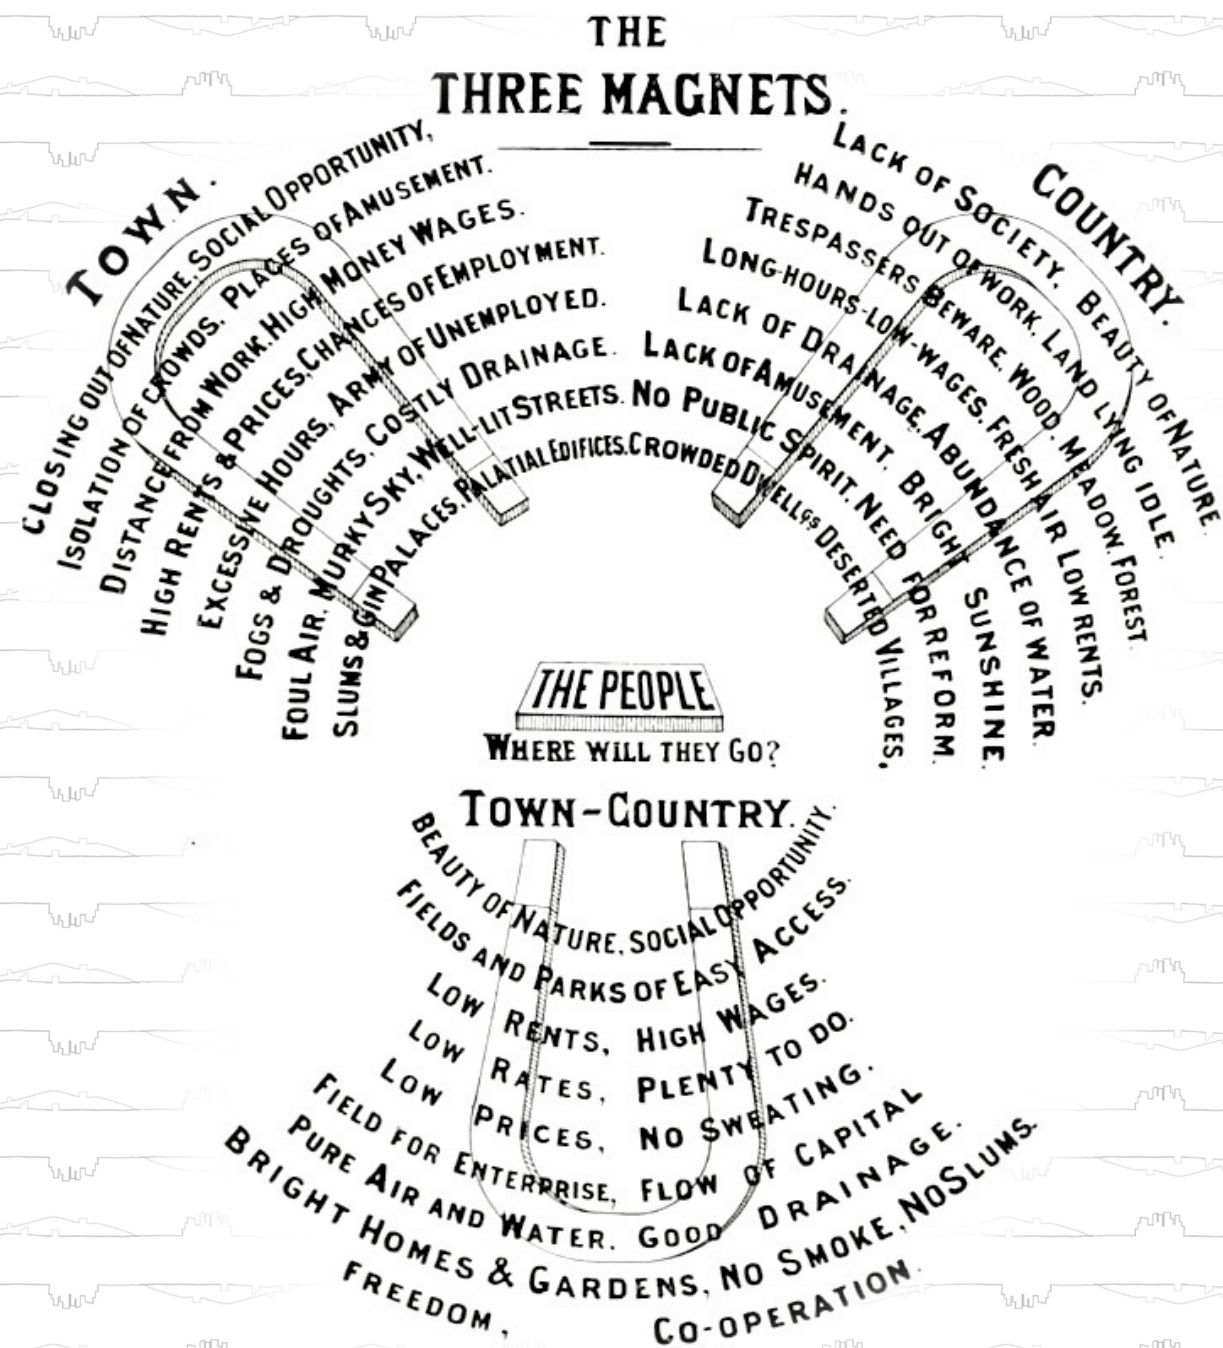 THE
THREE MAGNETS.
TOWN.
CLOSING OUT OF NATURE. SOCIAL OPPORTUNITY,
ISOLATION OF CROWDS. PLACES OF AMUSEMENT.
DISTANCE FROM WORK. HIGH MONEY WAGES.
HIGH RENTS & PRICES. CHANCES OF EMPLOYMENT.
EXCESSIVE HOURS. ARMY OF UNEMPLOYED.
FOGS & DROUGHTS. COSTLY DRAINAGE.
FOUL AIR. MURKY SKY. WELL-LIT STREETS.
SLUMS & GIN PALACES. PALATIAL EDIFICES.
COUNTRY.
LACK OF SOCIETY. BEAUTY OF NATURE.
HANDS OUT OF WORK. LAND LYING IDLE.
TRESPASSERS BEWARE. WOOD. MEADOW. FOREST.
LONG-HOURS-LOW-WAGES. FRESH AIR LOW RENTS.
LACK OF DRAINAGE. ABUNDANCE OF WATER.
LACK OF AMUSEMENT. BRIGHT SUNSHINE.
NO PUBLIC SPIRIT. NEED FOR REFORM.
CROWDED DWELLGS DESERTED VILLAGES,
THE PEOPLE
WHERE WILL THEY GO?
TOWN-COUNTRY.
BEAUTY OF NATURE. SOCIAL OPPORTUNITY.
FIELDS AND PARKS OF EASY ACCESS.
LOW RENTS, HIGH WAGES.
LOW RATES, PLENTY TO DO.
LOW PRICES, NO SWEATING.
FIELD FOR ENTERPRISE, FLOW OF CAPITAL
PURE AIR AND WATER. GOOD DRAINAGE.
BRIGHT HOMES & GARDENS, NO SMOKE, NO SLUMS.
FREEDOM, CO-OPERATION.